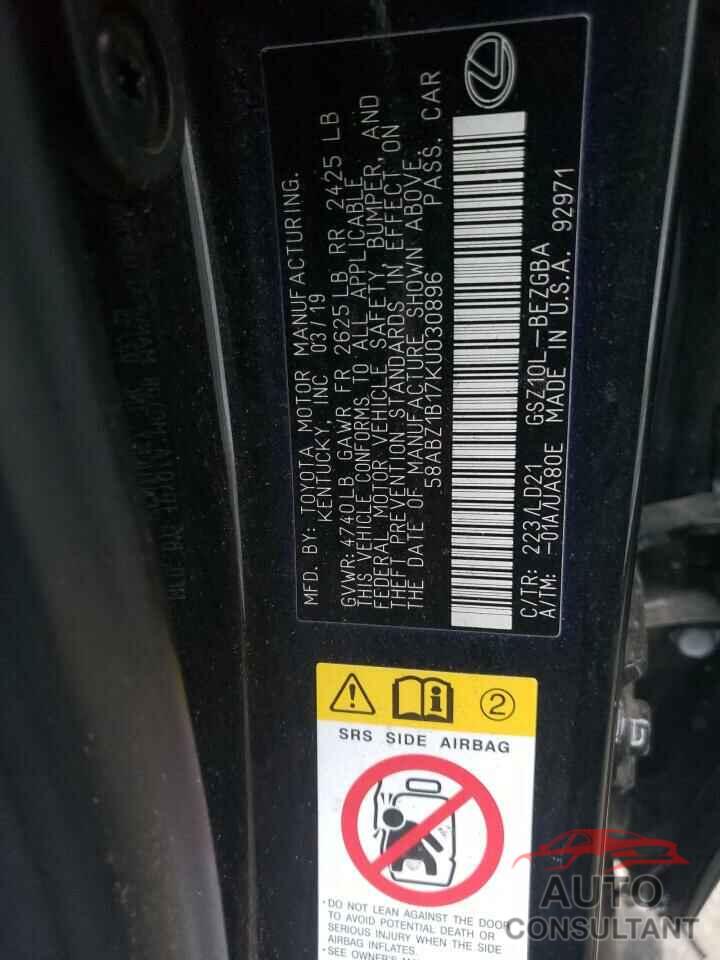 MFD. BY: TOYOTA MOTOR MANUFACTURING.
KENTUCKY, INC 03/19
GVWR: 4740LB GAWR FR 2625LB RR 2425 LB
THIS VEHICLE CONFORMS TO ALL APPLICABLE
FEDERAL MOTOR VEHICLE SAFETY BUMPER, AND
THEFT PREVENTION STANDARDS IN EFFECT ON
THE DATE OF MANUFACTURE SHOWN ABOVE.
58ABZ1B17KU030896 PASS. CAR
C/TR: 223/LD21 GSZ10L-BEZGBA
A/TM: -01A/UA80E MADE IN U.S.A. 92971
2
SRS SIDE AIRBAG
• DO NOT LEAN AGAINST THE DOOR
TO AVOID POTENTIAL DEATH OR
SERIOUS INJURY WHEN THE SIDE
AIRBAG INFLATES.
• SEE OWNER'S
AUTO
CONSULTANT